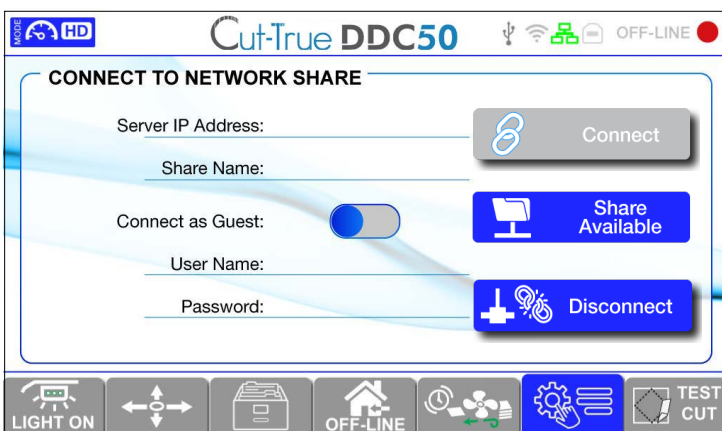 MODE
HD
Cut-True DDC50
OFF-LINE
CONNECT TO NETWORK SHARE
Server IP Address:
Connect
Share Name:
Share
Available
Connect as Guest:
User Name:
Password:
Disconnect
LIGHT ON
OFF-LINE
TEST
CUT